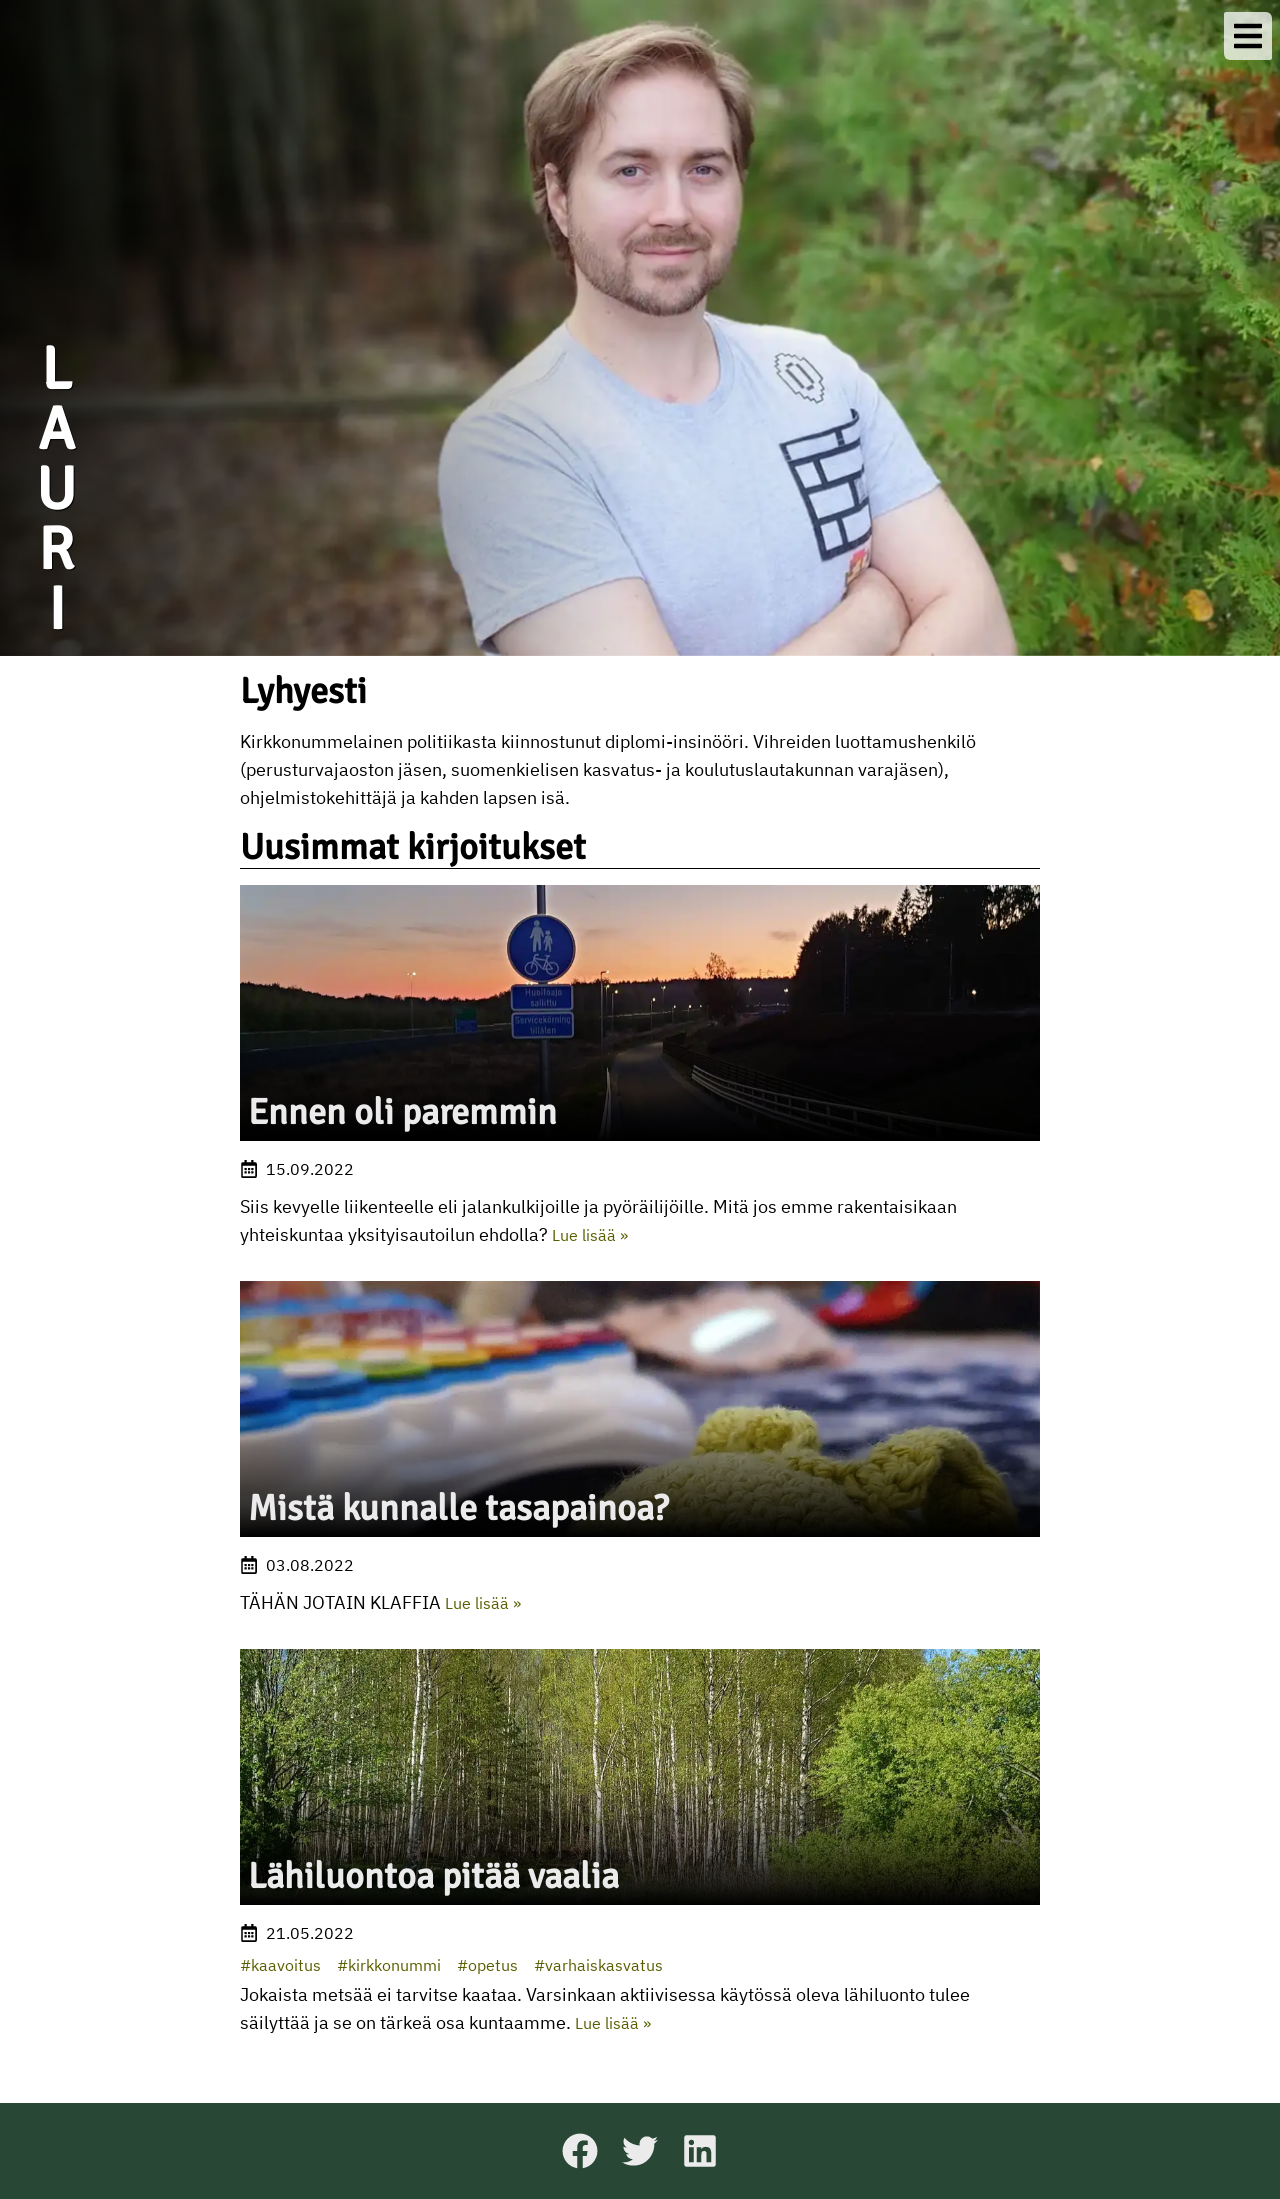 LAURI
Lyhyesti
Kirkkonummelainen politiikasta kiinnostunut diplomi-insinööri. Vihreiden luottamushenkilö
(perusturvajaoston jäsen, suomenkielisen kasvatus- ja koulutuslautakunnan varajäsen),
ohjelmistokehittäjä ja kahden lapsen isä.
Uusimmat kirjoitukset
Huoltoajo
sallittu
Servicekörning
tillåten
Ennen oli paremmin
15.09.2022
Siis kevyelle liikenteelle eli jalankulkijoille ja pyöräilijöille. Mitä jos emme rakentaisikaan
yhteiskuntaa yksityisautoilun ehdolla? Lue lisää »
Mistä kunnalle tasapainoa?
03.08.2022
TÄHÄN JOTAIN KLAFFIA Lue lisää »
Lähiluontoa pitää vaalia
21.05.2022
#kaavoitus #kirkkonummi #opetus #varhaiskasvatus
Jokaista metsää ei tarvitse kaataa. Varsinkaan aktiivisessa käytössä oleva lähiluonto tulee
säilyttää ja se on tärkeä osa kuntaamme. Lue lisää »